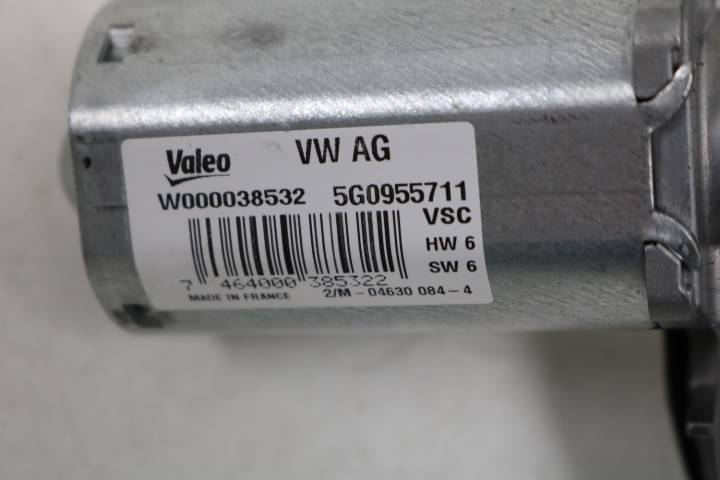 Valeo VW AG
W000038532 5G0955711
VSC
HW 6
SW 6
7 464000 385322
MADE IN FRANCE 2/M-04630 084-4